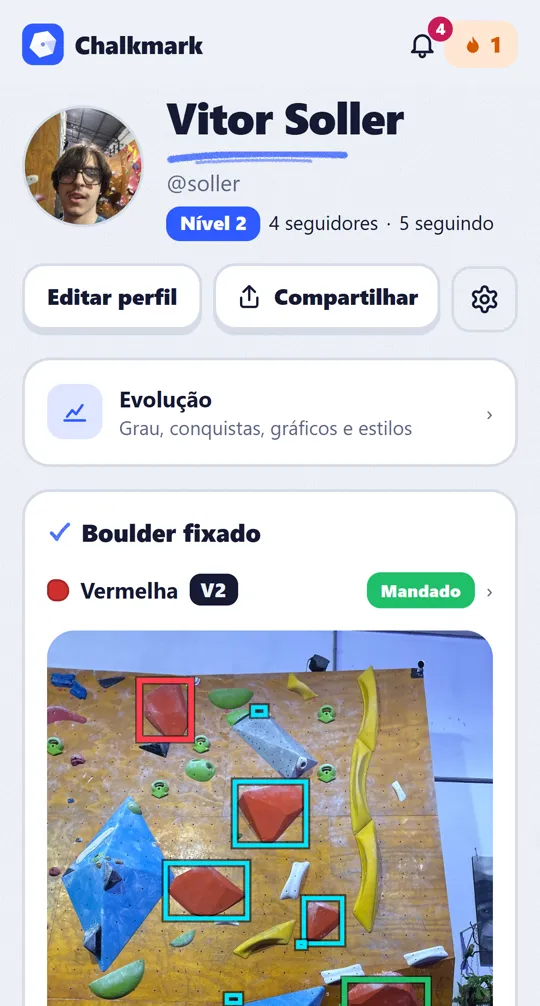 Chalkmark
4
1
Vitor Soller
@soller
Nível 2
4 seguidores · 5 seguindo
Editar perfil
Compartilhar
Evolução
Grau, conquistas, gráficos e estilos
Boulder fixado
Vermelha
V2
Mandado